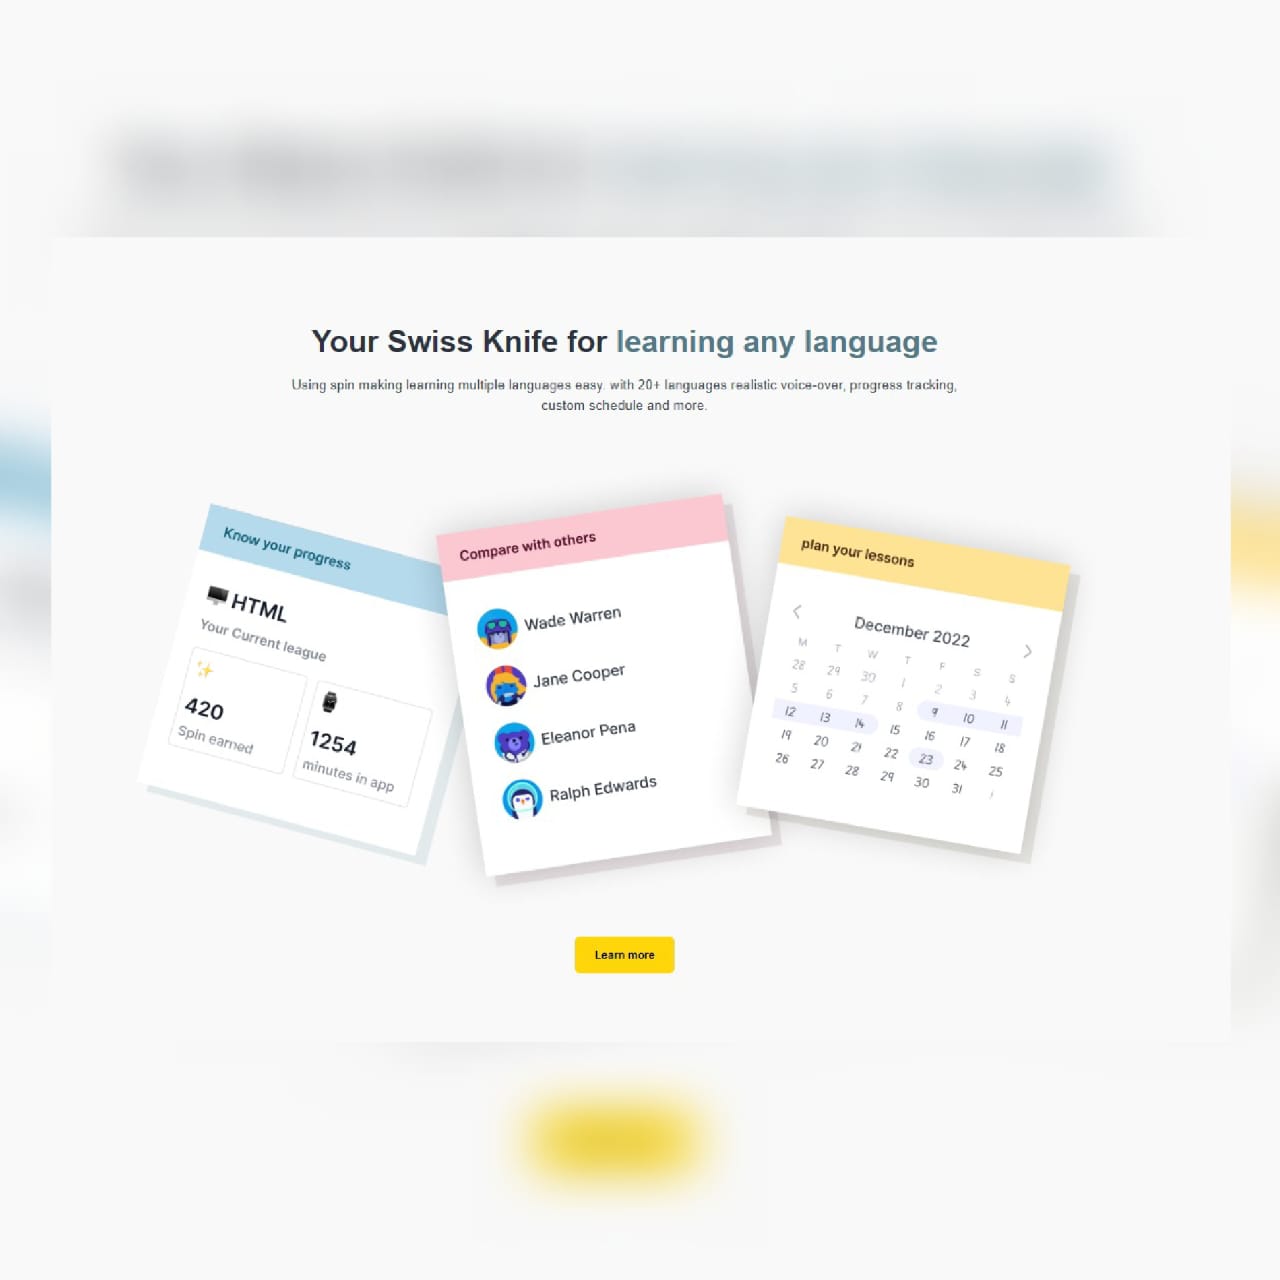 Your Swiss Knife for learning any language
Using spin making learning multiple languages easy. with 20+ languages realistic voice-over, progress tracking,
custom schedule and more.
Know your progress
HTML
Your Current league
420
Spin earned
1254
minutes in app
Compare with others
Wade Warren
Jane Cooper
Eleanor Pena
Ralph Edwards
plan your lessons
December 2022
M T W T F S S
28 29 30 1 2 3 4
5 6 7 8 9 10 11
12 13 14 15 16 17 18
19 20 21 22 23 24 25
26 27 28 29 30 31 1
Learn more